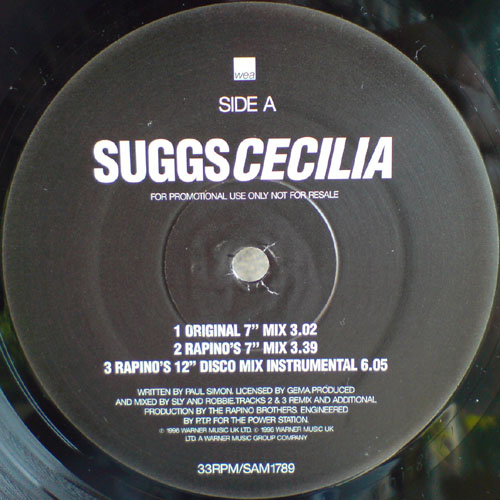 wea
SIDE A
SUGGS CECILIA
FOR PROMOTIONAL USE ONLY NOT FOR RESALE
1 ORIGINAL 7” MIX 3.02
2 RAPINO'S 7” MIX 3.39
3 RAPINO'S 12” DISCO MIX INSTRUMENTAL 6.05
WRITTEN BY PAUL SIMON. LICENSED BY GEMA.PRODUCED
AND MIXED BY SLY AND ROBBIE.TRACKS 2 & 3 REMIX AND ADDITIONAL
PRODUCTION BY THE RAPINO BROTHERS. ENGINEERED
BY P.T.P. FOR THE POWER STATION.
℗ 1996 WARNER MUSIC UK LTD. © 1996 WARNER MUSIC UK
LTD. A WARNER MUSIC GROUP COMPANY
33RPM/SAM1789